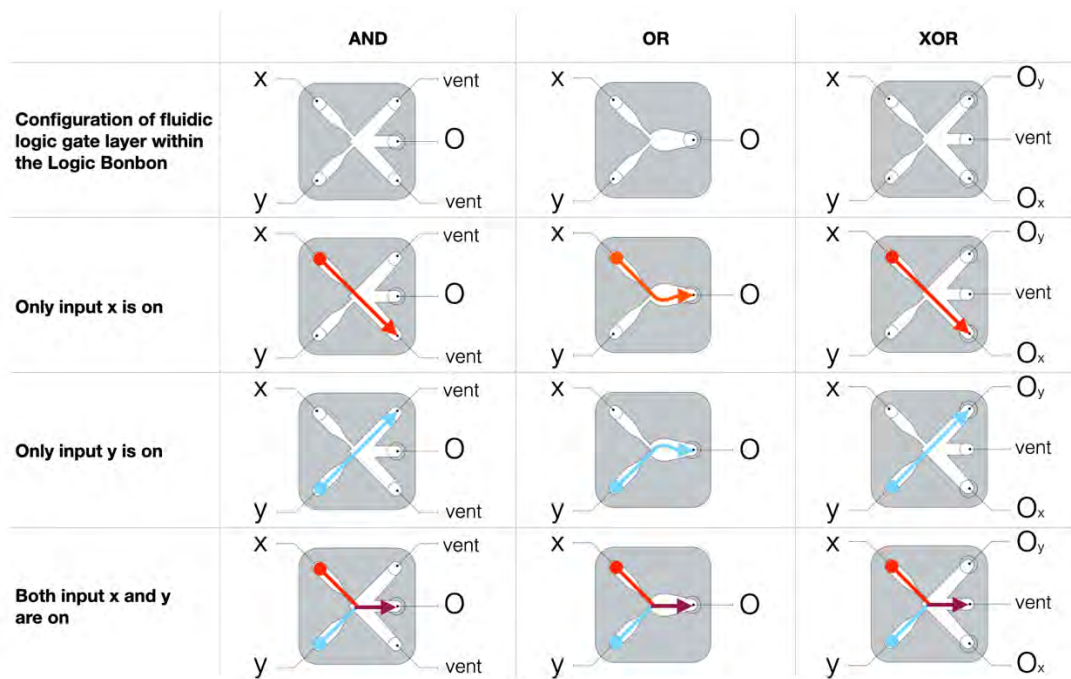 AND OR XOR
Configuration of fluidic
logic gate layer within
the Logic Bonbon
x vent
O
y vent
x
O
y
x Oy
vent
y Ox
Only input x is on
x vent
O
y vent
x
O
y
x Oy
vent
y Ox
Only input y is on
x vent
O
y vent
x
O
y
x Oy
vent
y Ox
Both input x and y
are on
x vent
O
y vent
x
O
y
x Oy
vent
y Ox